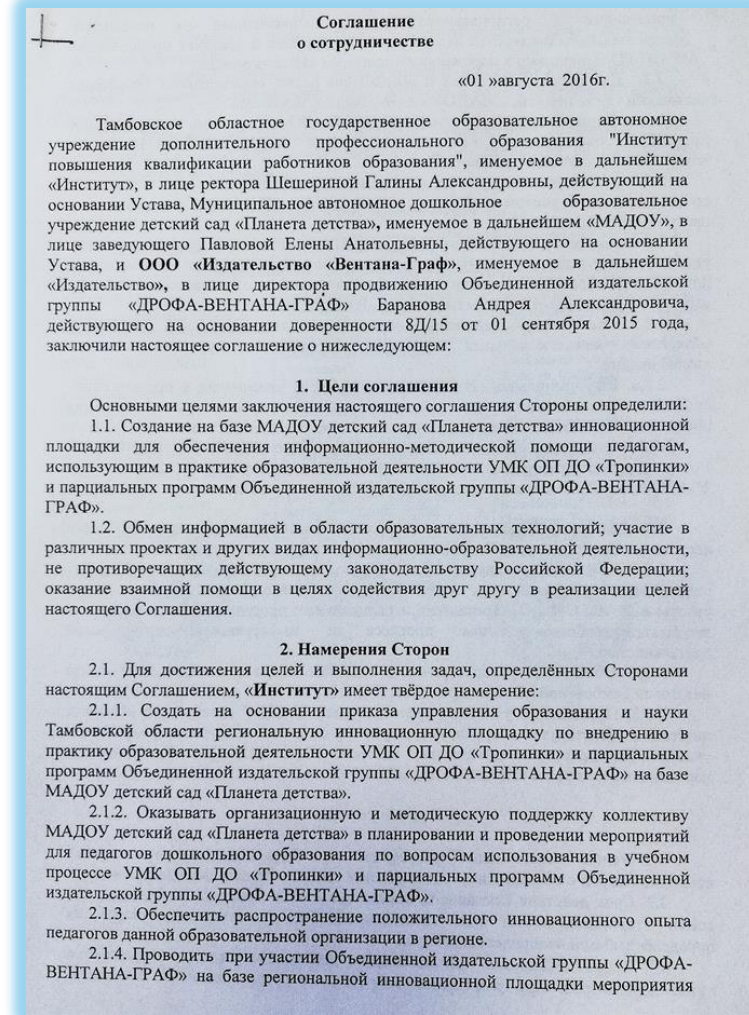 Соглашение
о сотрудничестве
«01 »августа 2016г.
Тамбовское областное государственное образовательное автономное
учреждение дополнительного профессионального образования "Институт
повышения квалификации работников образования", именуемое в дальнейшем
«Институт», в лице ректора Шешериной Галины Александровны, действующий на
основании Устава, Муниципальное автономное дошкольное образовательное
учреждение детский сад «Планета детства», именуемое в дальнейшем «МАДОУ», в
лице заведующего Павловой Елены Анатольевны, действующего на основании
Устава, и ООО «Издательство «Вентана-Граф», именуемое в дальнейшем
«Издательство», в лице директора продвижению Объединенной издательской
группы «ДРОФА-ВЕНТАНА-ГРАФ» Баранова Андрея Александровича,
действующего на основании доверенности 8Д/15 от 01 сентября 2015 года,
заключили настоящее соглашение о нижеследующем:
1. Цели соглашения
Основными целями заключения настоящего соглашения Стороны определили:
1.1. Создание на базе МАДОУ детский сад «Планета детства» инновационной
площадки для обеспечения информационно-методической помощи педагогам,
использующим в практике образовательной деятельности УМК ОП ДО «Тропинки»
и парциальных программ Объединенной издательской группы «ДРОФА-ВЕНТАНА-
ГРАФ».
1.2. Обмен информацией в области образовательных технологий; участие в
различных проектах и других видах информационно-образовательной деятельности,
не противоречащих действующему законодательству Российской Федерации;
оказание взаимной помощи в целях содействия друг другу в реализации целей
настоящего Соглашения.
2. Намерения Сторон
2.1. Для достижения целей и выполнения задач, определённых Сторонами
настоящим Соглашением, «Институт» имеет твёрдое намерение:
2.1.1. Создать на основании приказа управления образования и науки
Тамбовской области региональную инновационную площадку по внедрению в
практику образовательной деятельности УМК ОП ДО «Тропинки» и парциальных
программ Объединенной издательской группы «ДРОФА-ВЕНТАНА-ГРАФ» на базе
МАДОУ детский сад «Планета детства».
2.1.2. Оказывать организационную и методическую поддержку коллективу
МАДОУ детский сад «Планета детства» в планировании и проведении мероприятий
для педагогов дошкольного образования по вопросам использования в учебном
процессе УМК ОП ДО «Тропинки» и парциальных программ Объединенной
издательской группы «ДРОФА-ВЕНТАНА-ГРАФ».
2.1.3. Обеспечить распространение положительного инновационного опыта
педагогов данной образовательной организации в регионе.
2.1.4. Проводить при участии Объединенной издательской группы «ДРОФА-
ВЕНТАНА-ГРАФ» на базе региональной инновационной площадки мероприятия